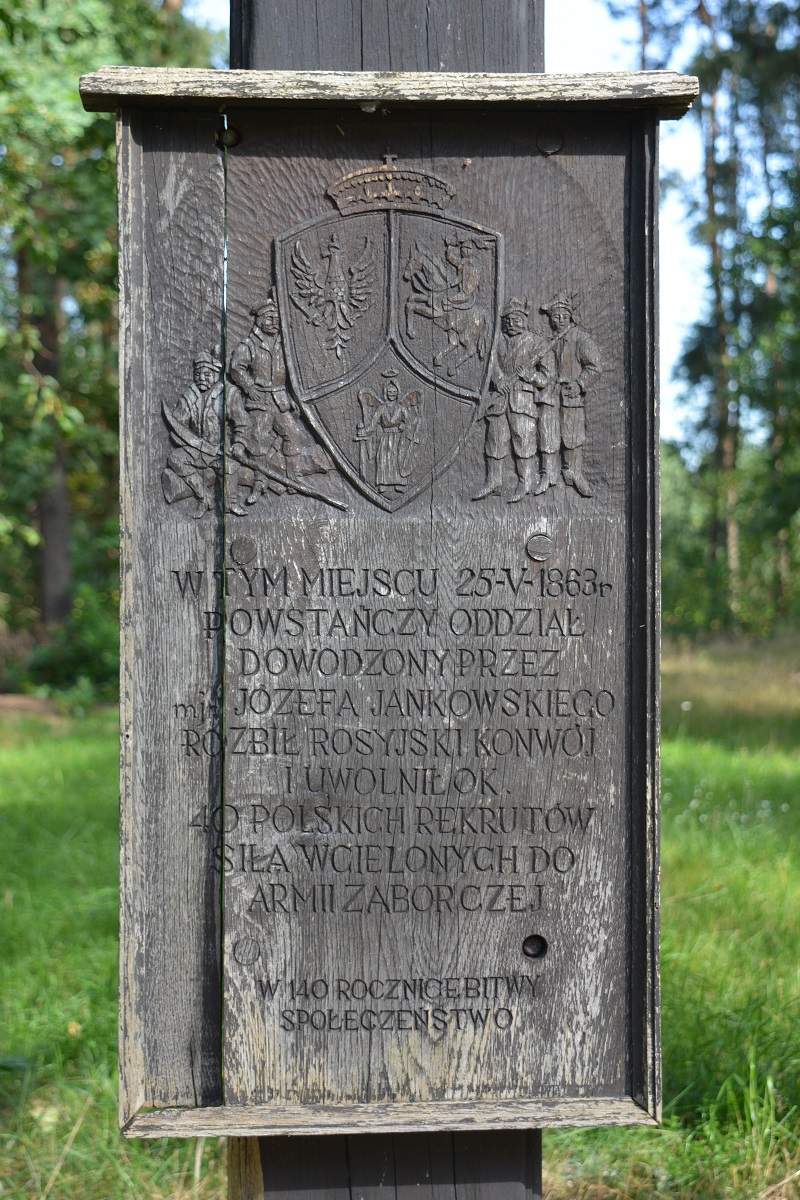 W TYM MIEJSCU 25-V-1863r
POWSTAŃCZY ODDZIAŁ
DOWODZONY PRZEZ
mjr JÓZEFA JANKOWSKIEGO
ROZBIŁ ROSYJSKI KONWÓJ
I UWOLNIŁ OK.
40 POLSKICH REKRUTÓW
SIŁĄ WCIELONYCH DO
ARMII ZABORCZEJ
W 140 ROCZNICĘ BITWY
SPOŁECZEŃSTWO